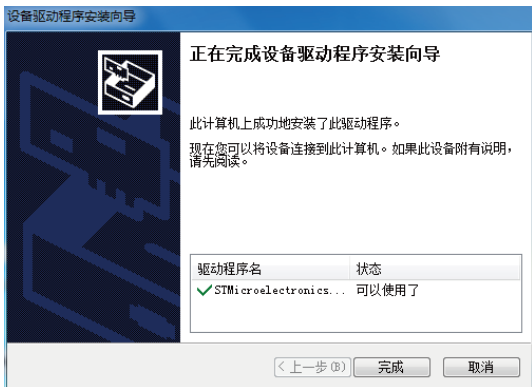 设备驱动程序安装向导
正在完成设备驱动程序安装向导
此计算机上成功地安装了此驱动程序。
现在您可以将设备连接到此计算机。如果此设备附有说明，
请先阅读。
驱动程序名 状态
STMicroelectronics... 可以使用了
< 上一步(B) 完成 取消